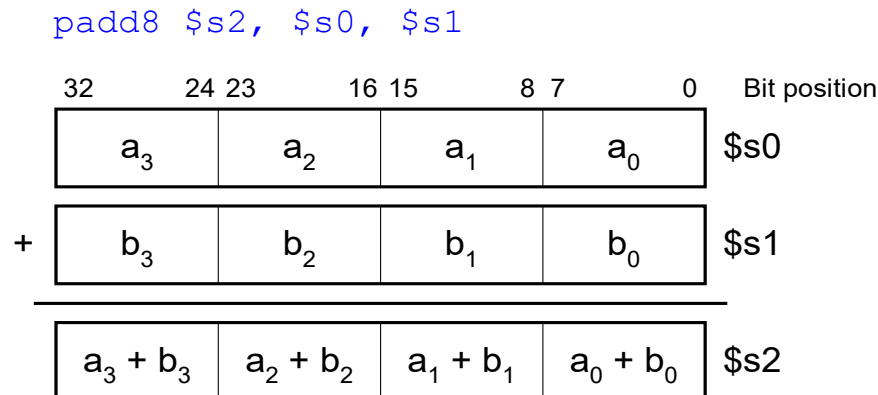 padd8 $s2, $s0, $s1
32 24 23 16 15 8 7 0 Bit position
a₃ a₂ a₁ a₀ $s0
+ b₃ b₂ b₁ b₀ $s1
a₃ + b₃ a₂ + b₂ a₁ + b₁ a₀ + b₀ $s2